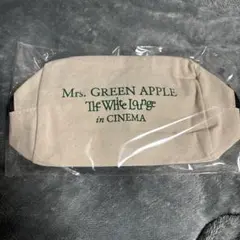 Mrs. GREEN APPLE
The White Lounge
in CINEMA